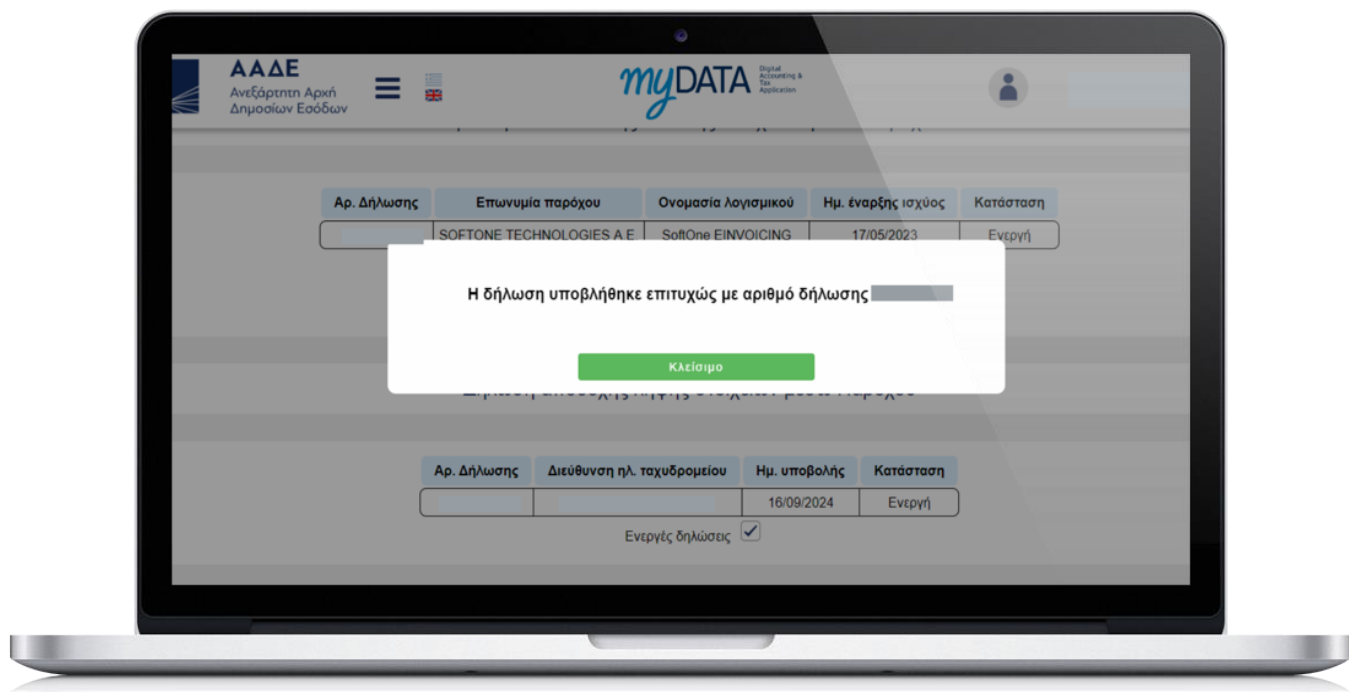 ΑΑΔΕ
Ανεξάρτητη Αρχή
Δημοσίων Εσόδων
myDATA
Digital
Accounting &
Tax
Application
Αρ. Δήλωσης Επωνυμία παρόχου Ονομασία λογισμικού Ημ. έναρξης ισχύος Κατάσταση
SOFTONE TECHNOLOGIES A.E. SoftOne EINVOICING 17/05/2023 Ενεργή
Η δήλωση υποβλήθηκε επιτυχώς με αριθμό δήλωσης
Κλείσιμο
Αρ. Δήλωσης Διεύθυνση ηλ. ταχυδρομείου Ημ. υποβολής Κατάσταση
16/09/2024 Ενεργή
Ενεργές δηλώσεις